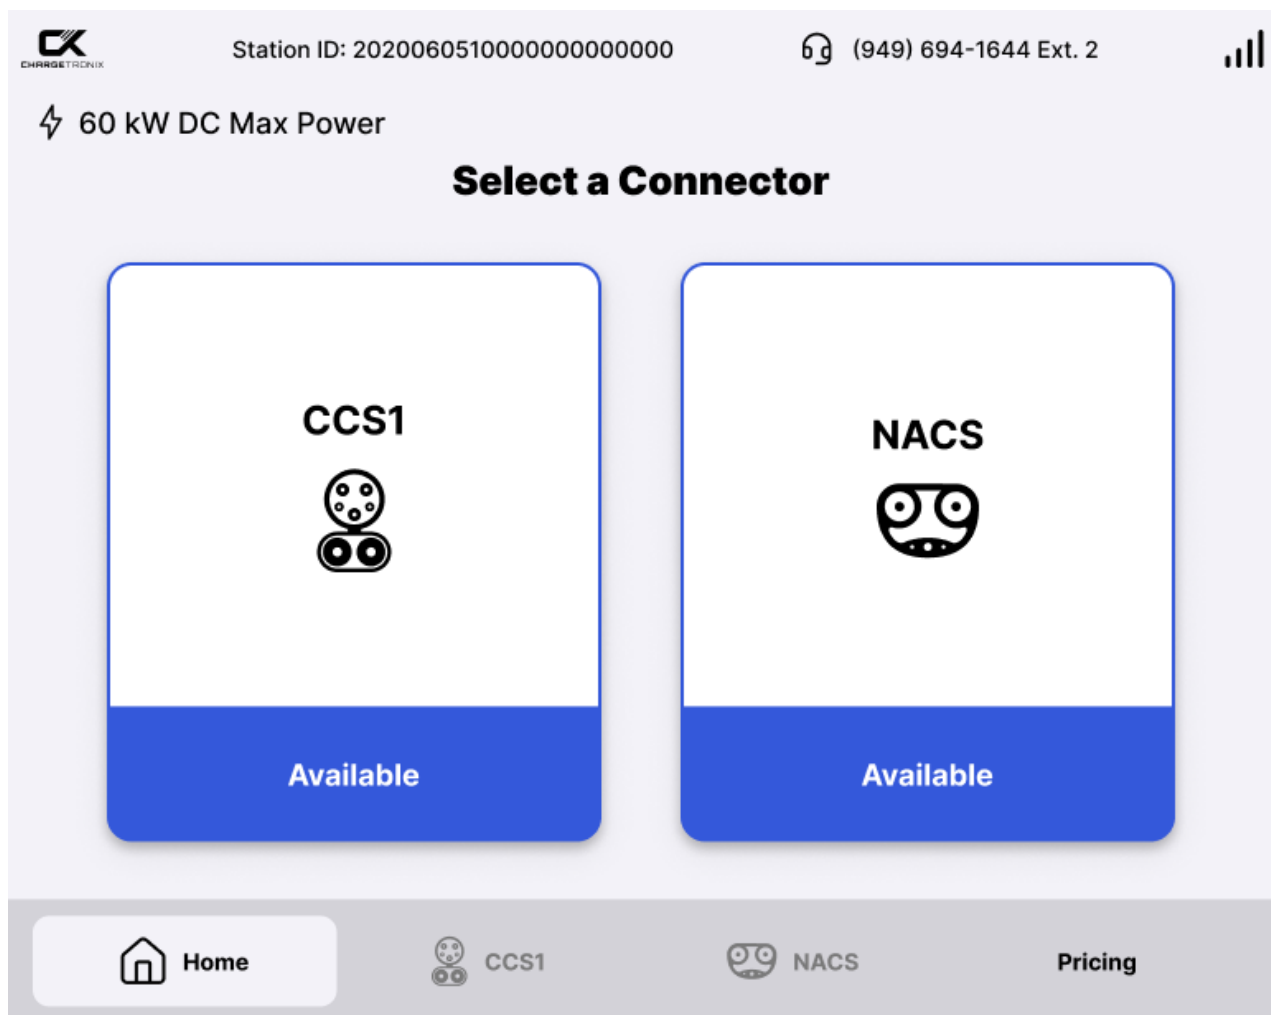 CHARGETRONIX
Station ID: 2020060510000000000000
(949) 694-1644 Ext. 2
60 kW DC Max Power
Select a Connector
CCS1
NACS
Available
Available
Home
CCS1
NACS
Pricing